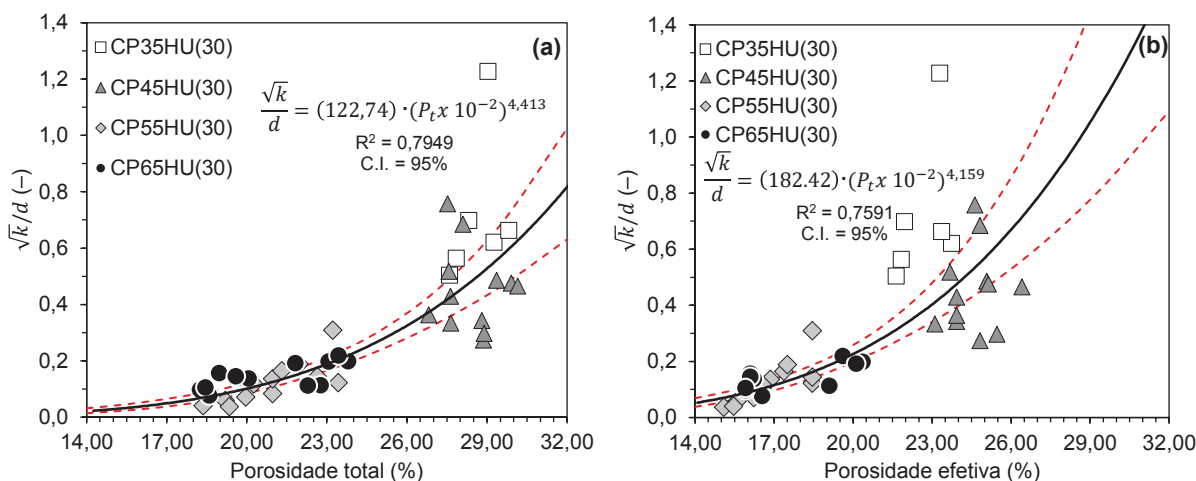 (a)
CP35HU(30)
CP45HU(30)
CP55HU(30)
CP65HU(30)
√k/d = (122,74)·(P_t x 10^-2)^4,413
R² = 0,7949
C.I. = 95%
√k/d (–)
1,4
1,2
1,0
0,8
0,6
0,4
0,2
0,0
14,00 17,00 20,00 23,00 26,00 29,00 32,00
Porosidade total (%)
(b)
CP35HU(30)
CP45HU(30)
CP55HU(30)
CP65HU(30)
√k/d = (182.42)·(P_t x 10^-2)^4,159
R² = 0,7591
C.I. = 95%
√k/d (–)
1,4
1,2
1,0
0,8
0,6
0,4
0,2
0,0
14,00 17,00 20,00 23,00 26,00 29,00 32,00
Porosidade efetiva (%)